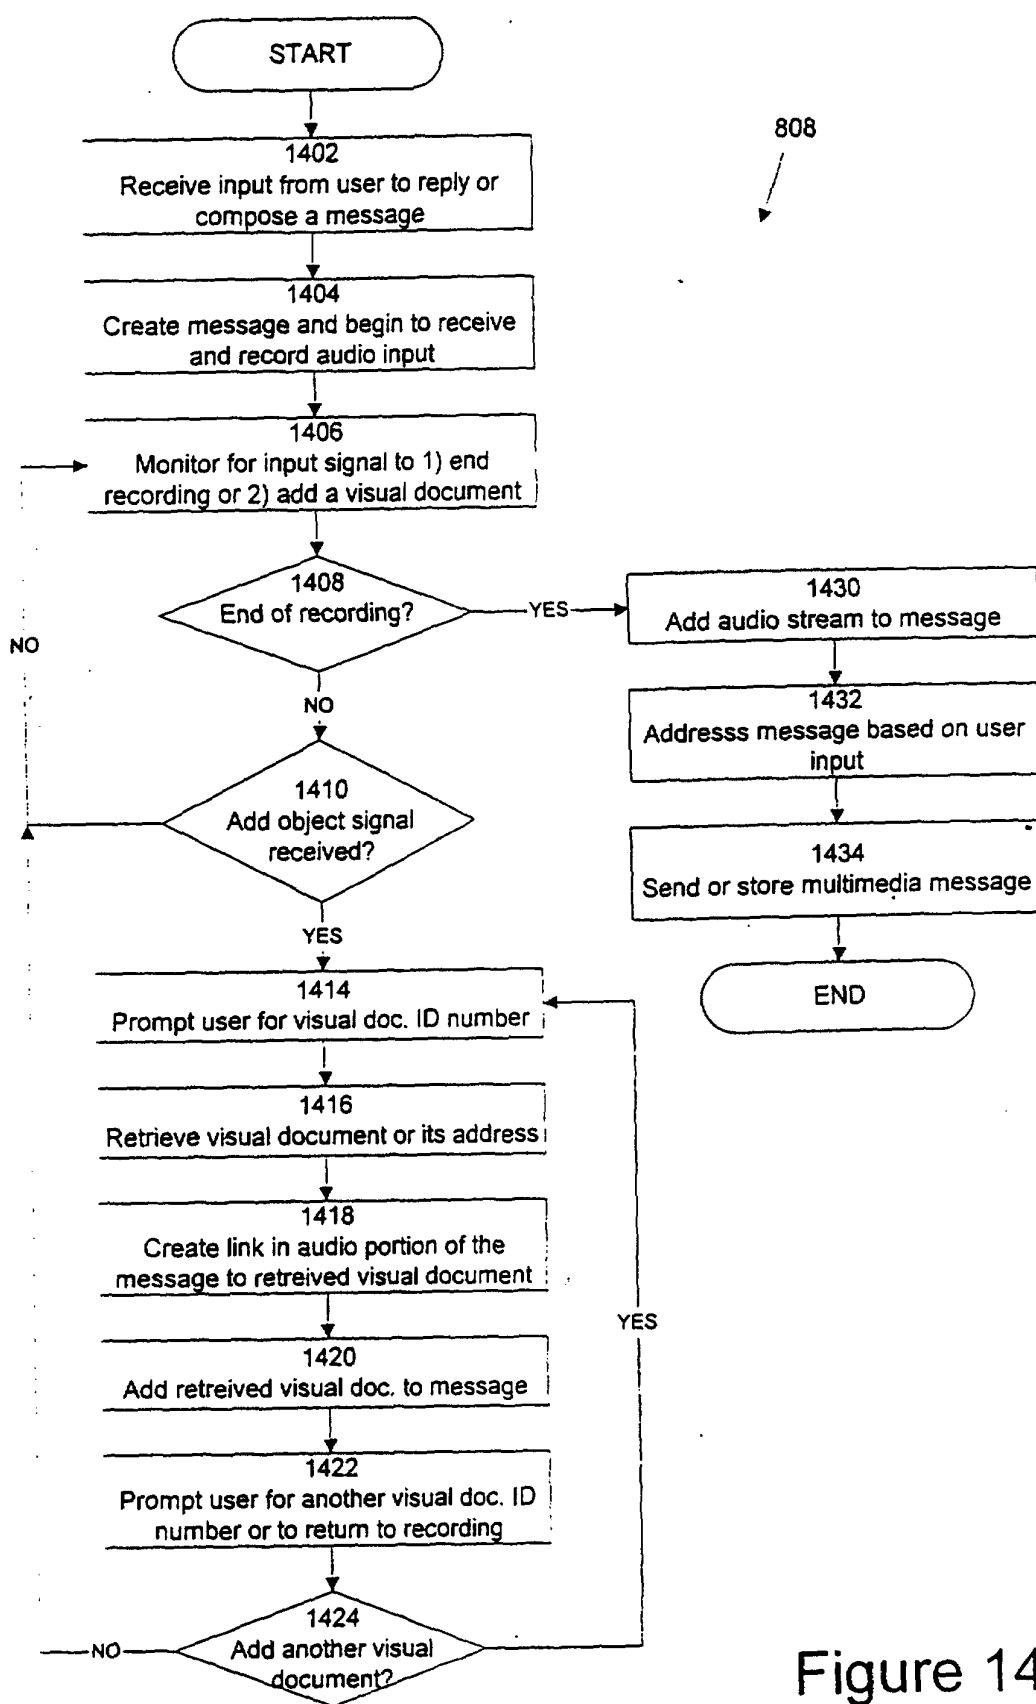 START
808
1402
Receive input from user to reply or
compose a message
1404
Create message and begin to receive
and record audio input
1406
Monitor for input signal to 1) end
recording or 2) add a visual document
1408
End of recording?
YES
1430
Add audio stream to message
NO
NO
1432
Addresss message based on user
input
1410
Add object signal
received?
1434
Send or store multimedia message
YES
END
1414
Prompt user for visual doc. ID number
1416
Retrieve visual document or its address
1418
Create link in audio portion of the
message to retreived visual document
YES
1420
Add retreived visual doc. to message
1422
Prompt user for another visual doc. ID
number or to return to recording
1424
Add another visual
document?
NO
Figure 14